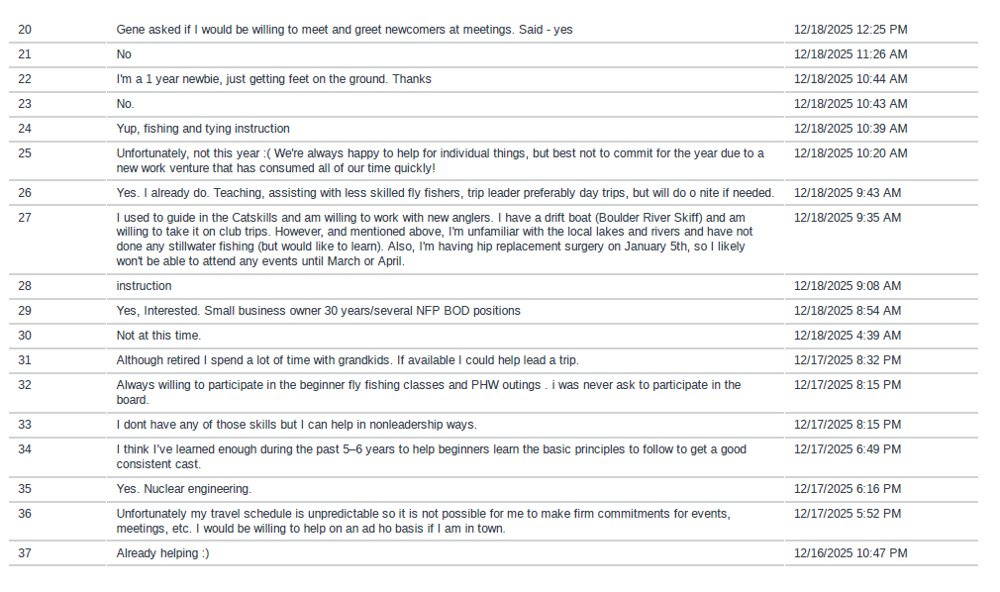 20 Gene asked if I would be willing to meet and greet newcomers at meetings. Said - yes 12/18/2025 12:25 PM
21 No 12/18/2025 11:26 AM
22 I'm a 1 year newbie, just getting feet on the ground. Thanks 12/18/2025 10:44 AM
23 No. 12/18/2025 10:43 AM
24 Yup, fishing and tying instruction 12/18/2025 10:39 AM
25 Unfortunately, not this year :( We're always happy to help for individual things, but best not to commit for the year due to a 12/18/2025 10:20 AM
new work venture that has consumed all of our time quickly!
26 Yes. I already do. Teaching, assisting with less skilled fly fishers, trip leader preferably day trips, but will do o nite if needed. 12/18/2025 9:43 AM
27 I used to guide in the Catskills and am willing to work with new anglers. I have a drift boat (Boulder River Skiff) and am 12/18/2025 9:35 AM
willing to take it on club trips. However, and mentioned above, I'm unfamiliar with the local lakes and rivers and have not
done any stillwater fishing (but would like to learn). Also, I'm having hip replacement surgery on January 5th, so I likely
won't be able to attend any events until March or April.
28 instruction 12/18/2025 9:08 AM
29 Yes, Interested. Small business owner 30 years/several NFP BOD positions 12/18/2025 8:54 AM
30 Not at this time. 12/18/2025 4:39 AM
31 Although retired I spend a lot of time with grandkids. If available I could help lead a trip. 12/17/2025 8:32 PM
32 Always willing to participate in the beginner fly fishing classes and PHW outings . i was never ask to participate in the 12/17/2025 8:15 PM
board.
33 I dont have any of those skills but I can help in nonleadership ways. 12/17/2025 8:15 PM
34 I think I've learned enough during the past 5–6 years to help beginners learn the basic principles to follow to get a good 12/17/2025 6:49 PM
consistent cast.
35 Yes. Nuclear engineering. 12/17/2025 6:16 PM
36 Unfortunately my travel schedule is unpredictable so it is not possible for me to make firm commitments for events, 12/17/2025 5:52 PM
meetings, etc. I would be willing to help on an ad ho basis if I am in town.
37 Already helping :) 12/16/2025 10:47 PM